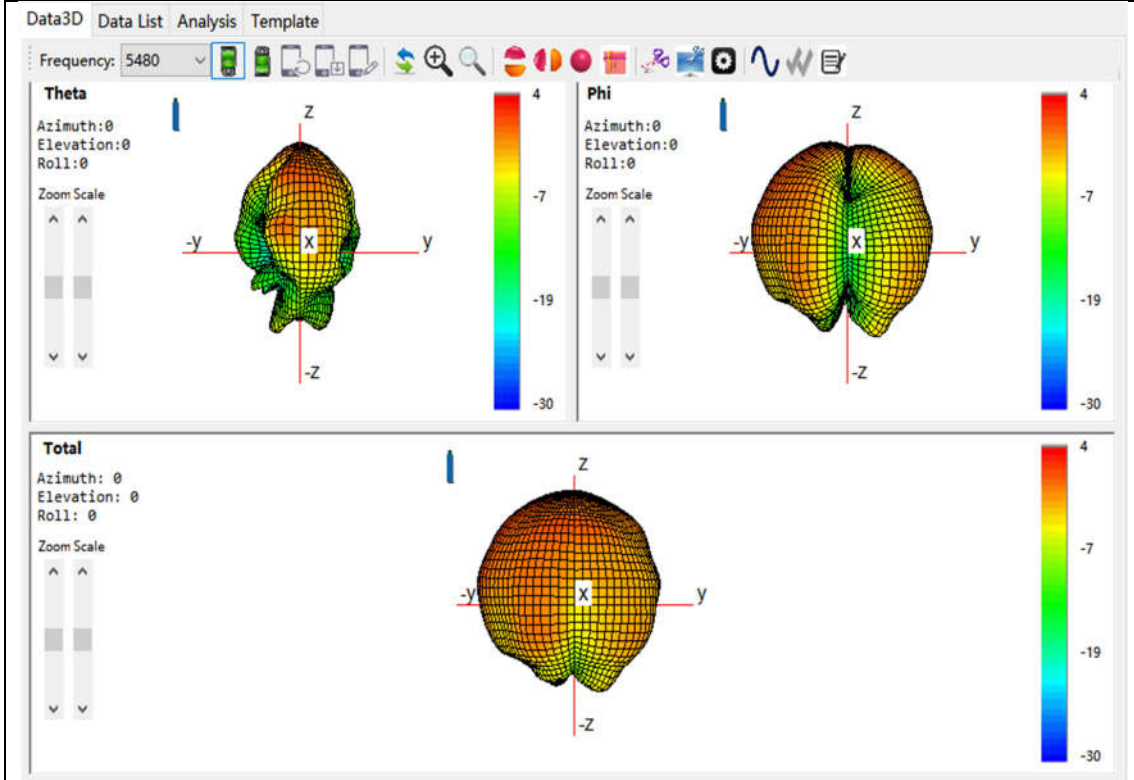 Data3D Data List Analysis Template
Frequency: 5480
Theta
Azimuth:0
Elevation:0
Roll:0
Zoom Scale
z
-y
x
y
-z
4
-7
-19
-30
Phi
Azimuth:0
Elevation:0
Roll:0
Zoom Scale
z
-y
x
y
-z
4
-7
-19
-30
Total
Azimuth: 0
Elevation: 0
Roll: 0
Zoom Scale
z
-y
x
y
-z
4
-7
-19
-30